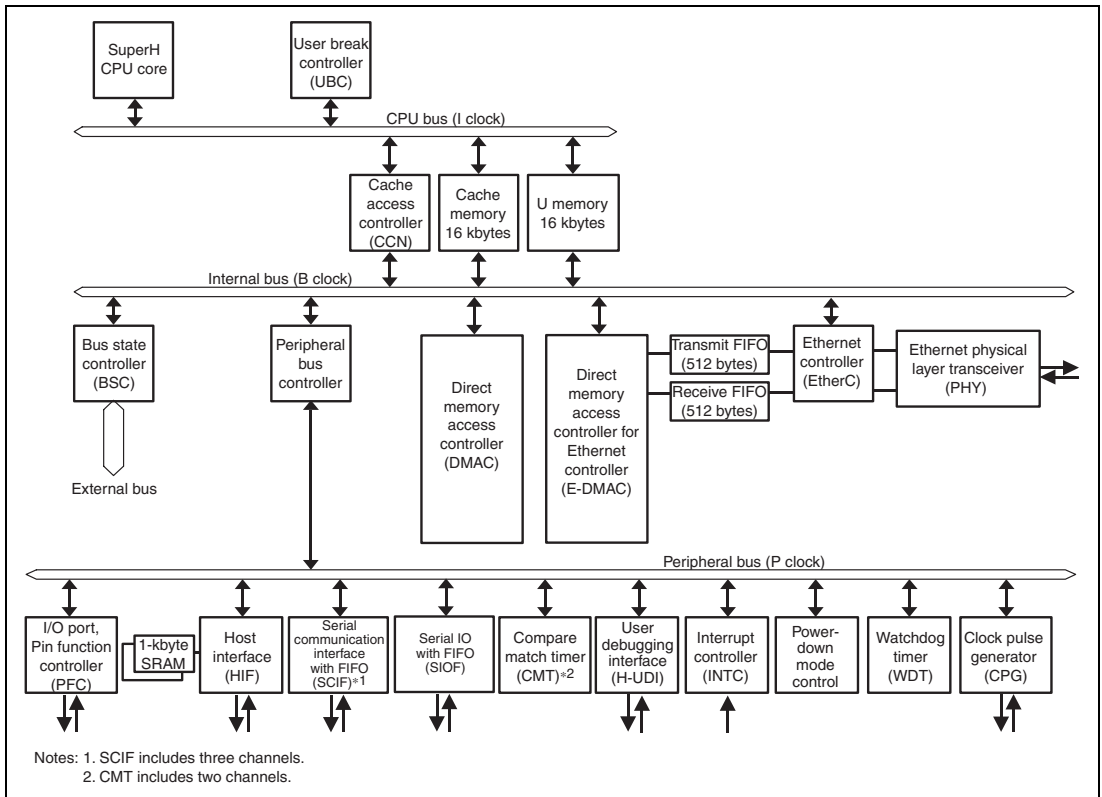 SuperH
CPU core
User break
controller
(UBC)
CPU bus (I clock)
Cache
access
controller
(CCN)
Cache
memory
16 kbytes
U memory
16 kbytes
Internal bus (B clock)
Bus state
controller
(BSC)
Peripheral
bus
controller
Direct
memory
access
controller
(DMAC)
Direct
memory
access
controller for
Ethernet
controller
(E-DMAC)
Transmit FIFO
(512 bytes)
Receive FIFO
(512 bytes)
Ethernet
controller
(EtherC)
Ethernet physical
layer transceiver
(PHY)
External bus
Peripheral bus (P clock)
I/O port,
Pin function
controller
(PFC)
1-kbyte
SRAM
Host
interface
(HIF)
Serial
communication
interface
with FIFO
(SCIF)*1
Serial IO
with FIFO
(SIOF)
Compare
match timer
(CMT)*2
User
debugging
interface
(H-UDI)
Interrupt
controller
(INTC)
Power-
down
mode
control
Watchdog
timer
(WDT)
Clock pulse
generator
(CPG)
Notes: 1. SCIF includes three channels.
2. CMT includes two channels.